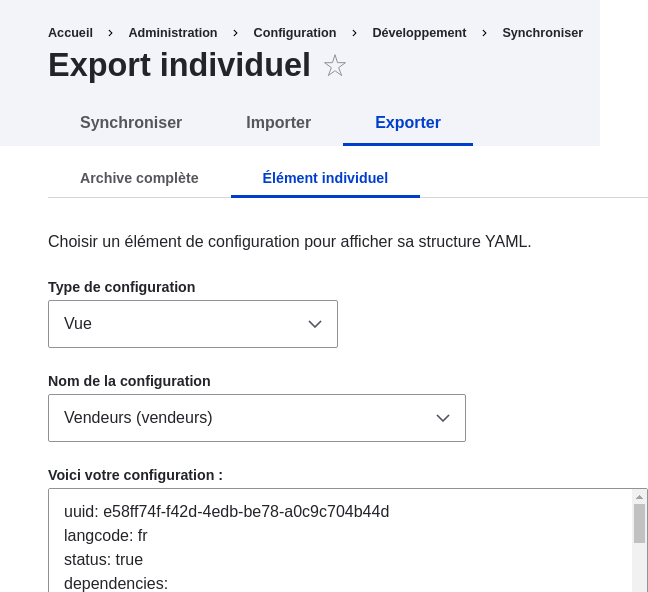 Accueil > Administration > Configuration > Développement > Synchroniser
Export individuel ☆
Synchroniser Importer Exporter
Archive complète Élément individuel
Choisir un élément de configuration pour afficher sa structure YAML.
Type de configuration
Vue
Nom de la configuration
Vendeurs (vendeurs)
Voici votre configuration :
uuid: e58ff74f-f42d-4edb-be78-a0c9c704b44d
langcode: fr
status: true
dependencies: